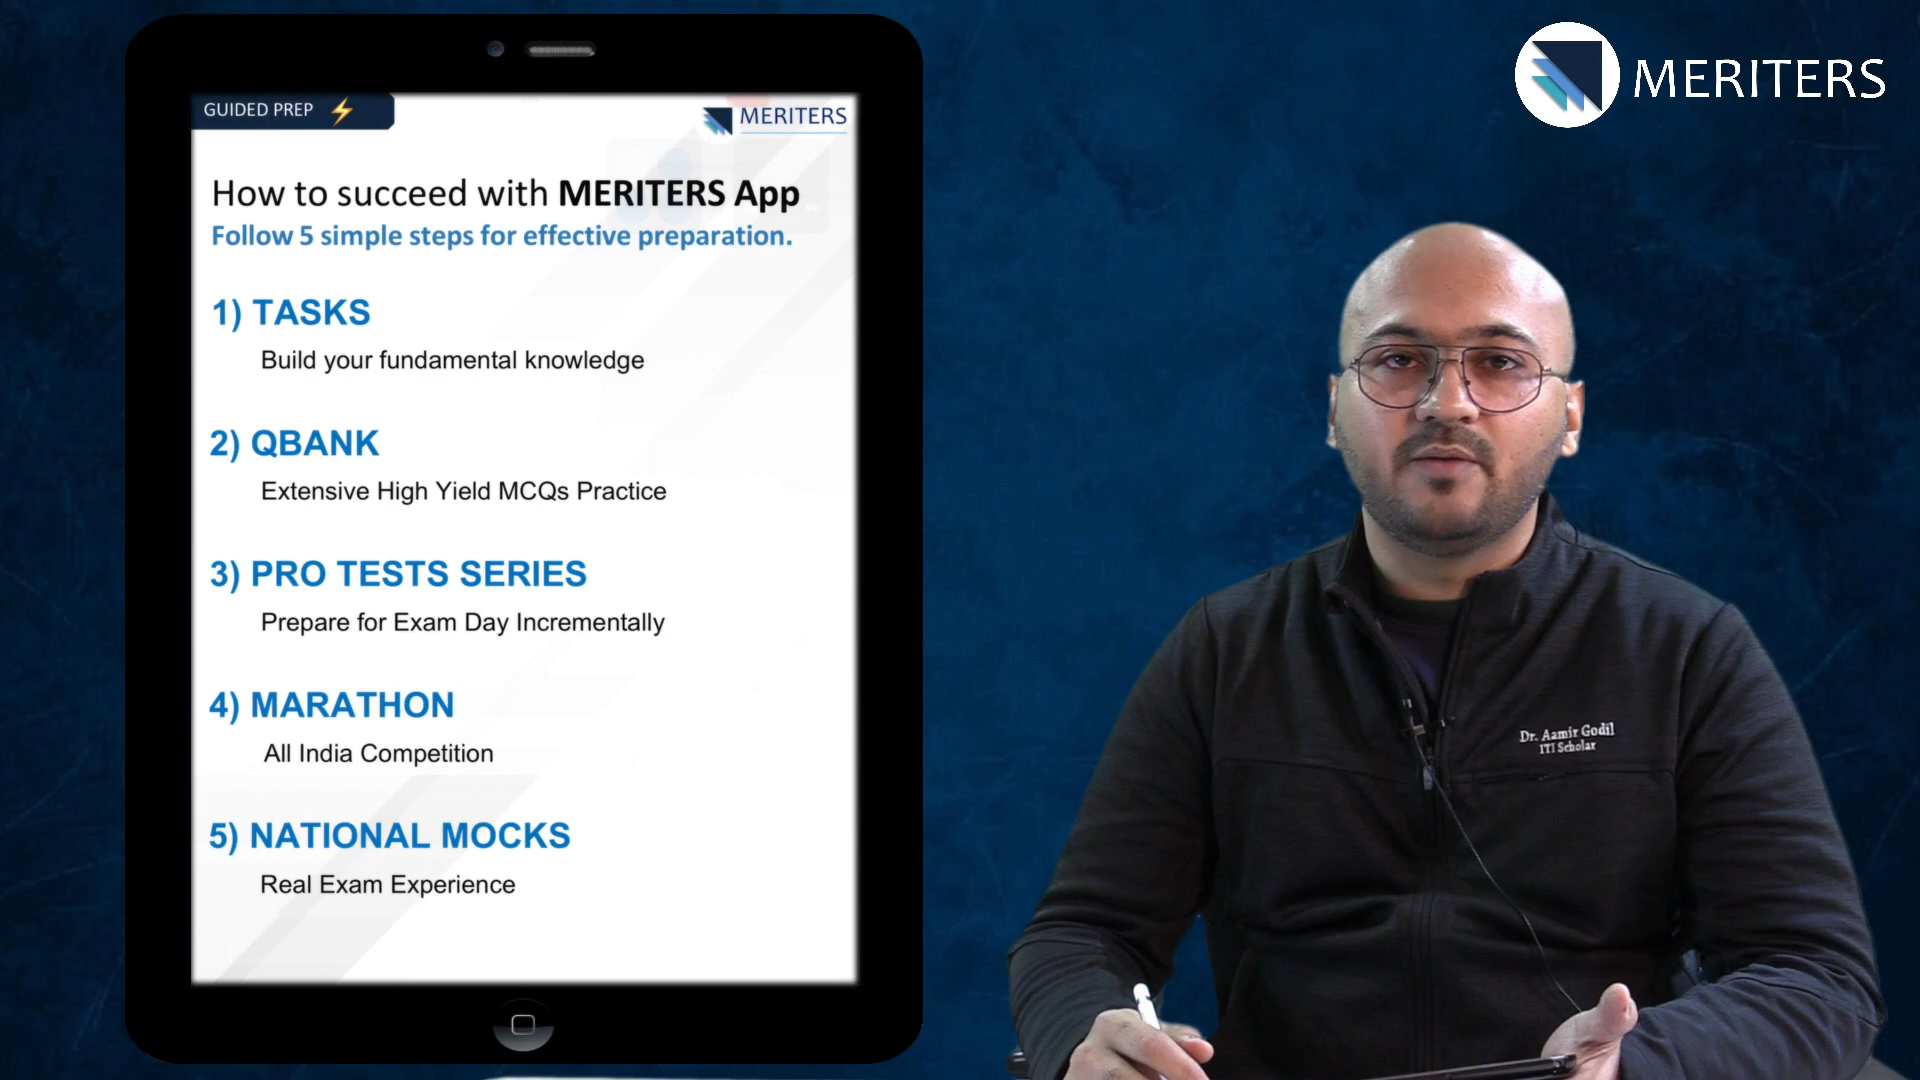 GUIDED PREP
MERITERS
How to succeed with MERITERS App
Follow 5 simple steps for effective preparation.
1) TASKS
Build your fundamental knowledge
2) QBANK
Extensive High Yield MCQs Practice
3) PRO TESTS SERIES
Prepare for Exam Day Incrementally
4) MARATHON
All India Competition
5) NATIONAL MOCKS
Real Exam Experience
MERITERS
Dr. Aamir Godil
ITI Scholar